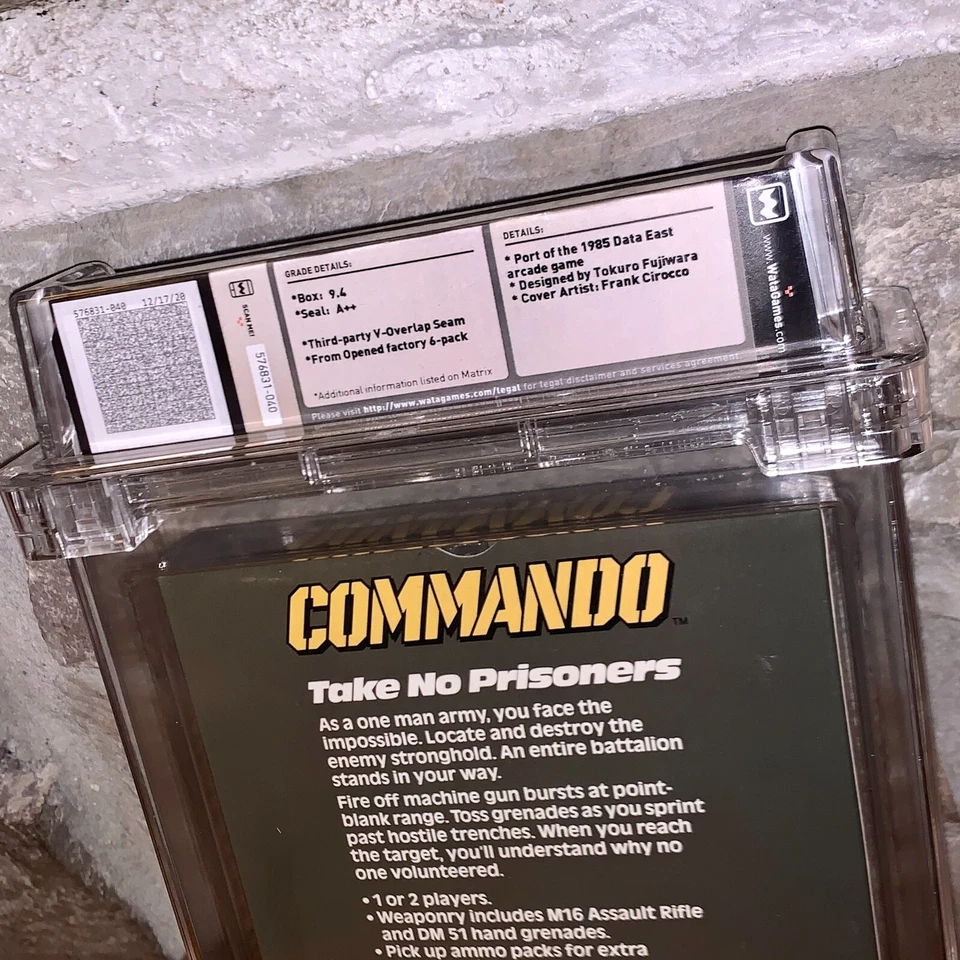 576831-040 12/17/20
SCAN ME!
576831-040
GRADE DETAILS:
*Box: 9.4
*Seal: A++
*Third-party V-Overlap Seam
*From Opened factory 6-pack
*Additional information listed on Matrix
DETAILS:
* Port of the 1985 Data East
arcade game
* Designed by Tokuro Fujiwara
* Cover Artist: Frank Cirocco
Please visit http://www.watagames.com/legal for legal disclaimer and services agreement
www.WataGames.com
COMMANDO™
Take No Prisoners
As a one man army, you face the
impossible. Locate and destroy the
enemy stronghold. An entire battalion
stands in your way.
Fire off machine gun bursts at point-
blank range. Toss grenades as you sprint
past hostile trenches. When you reach
the target, you'll understand why no
one volunteered.
• 1 or 2 players.
• Weaponry includes M16 Assault Rifle
and DM 51 hand grenades.
• Pick up ammo packs for extra